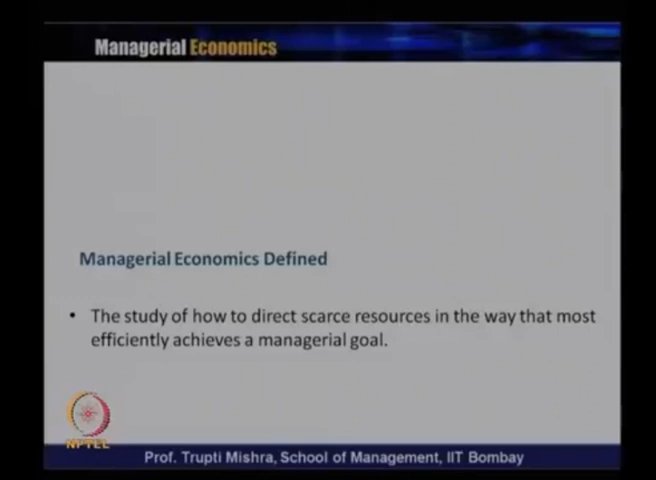 Managerial Economics
Managerial Economics Defined
• The study of how to direct scarce resources in the way that most
efficiently achieves a managerial goal.
NPTEL
Prof. Trupti Mishra, School of Management, IIT Bombay